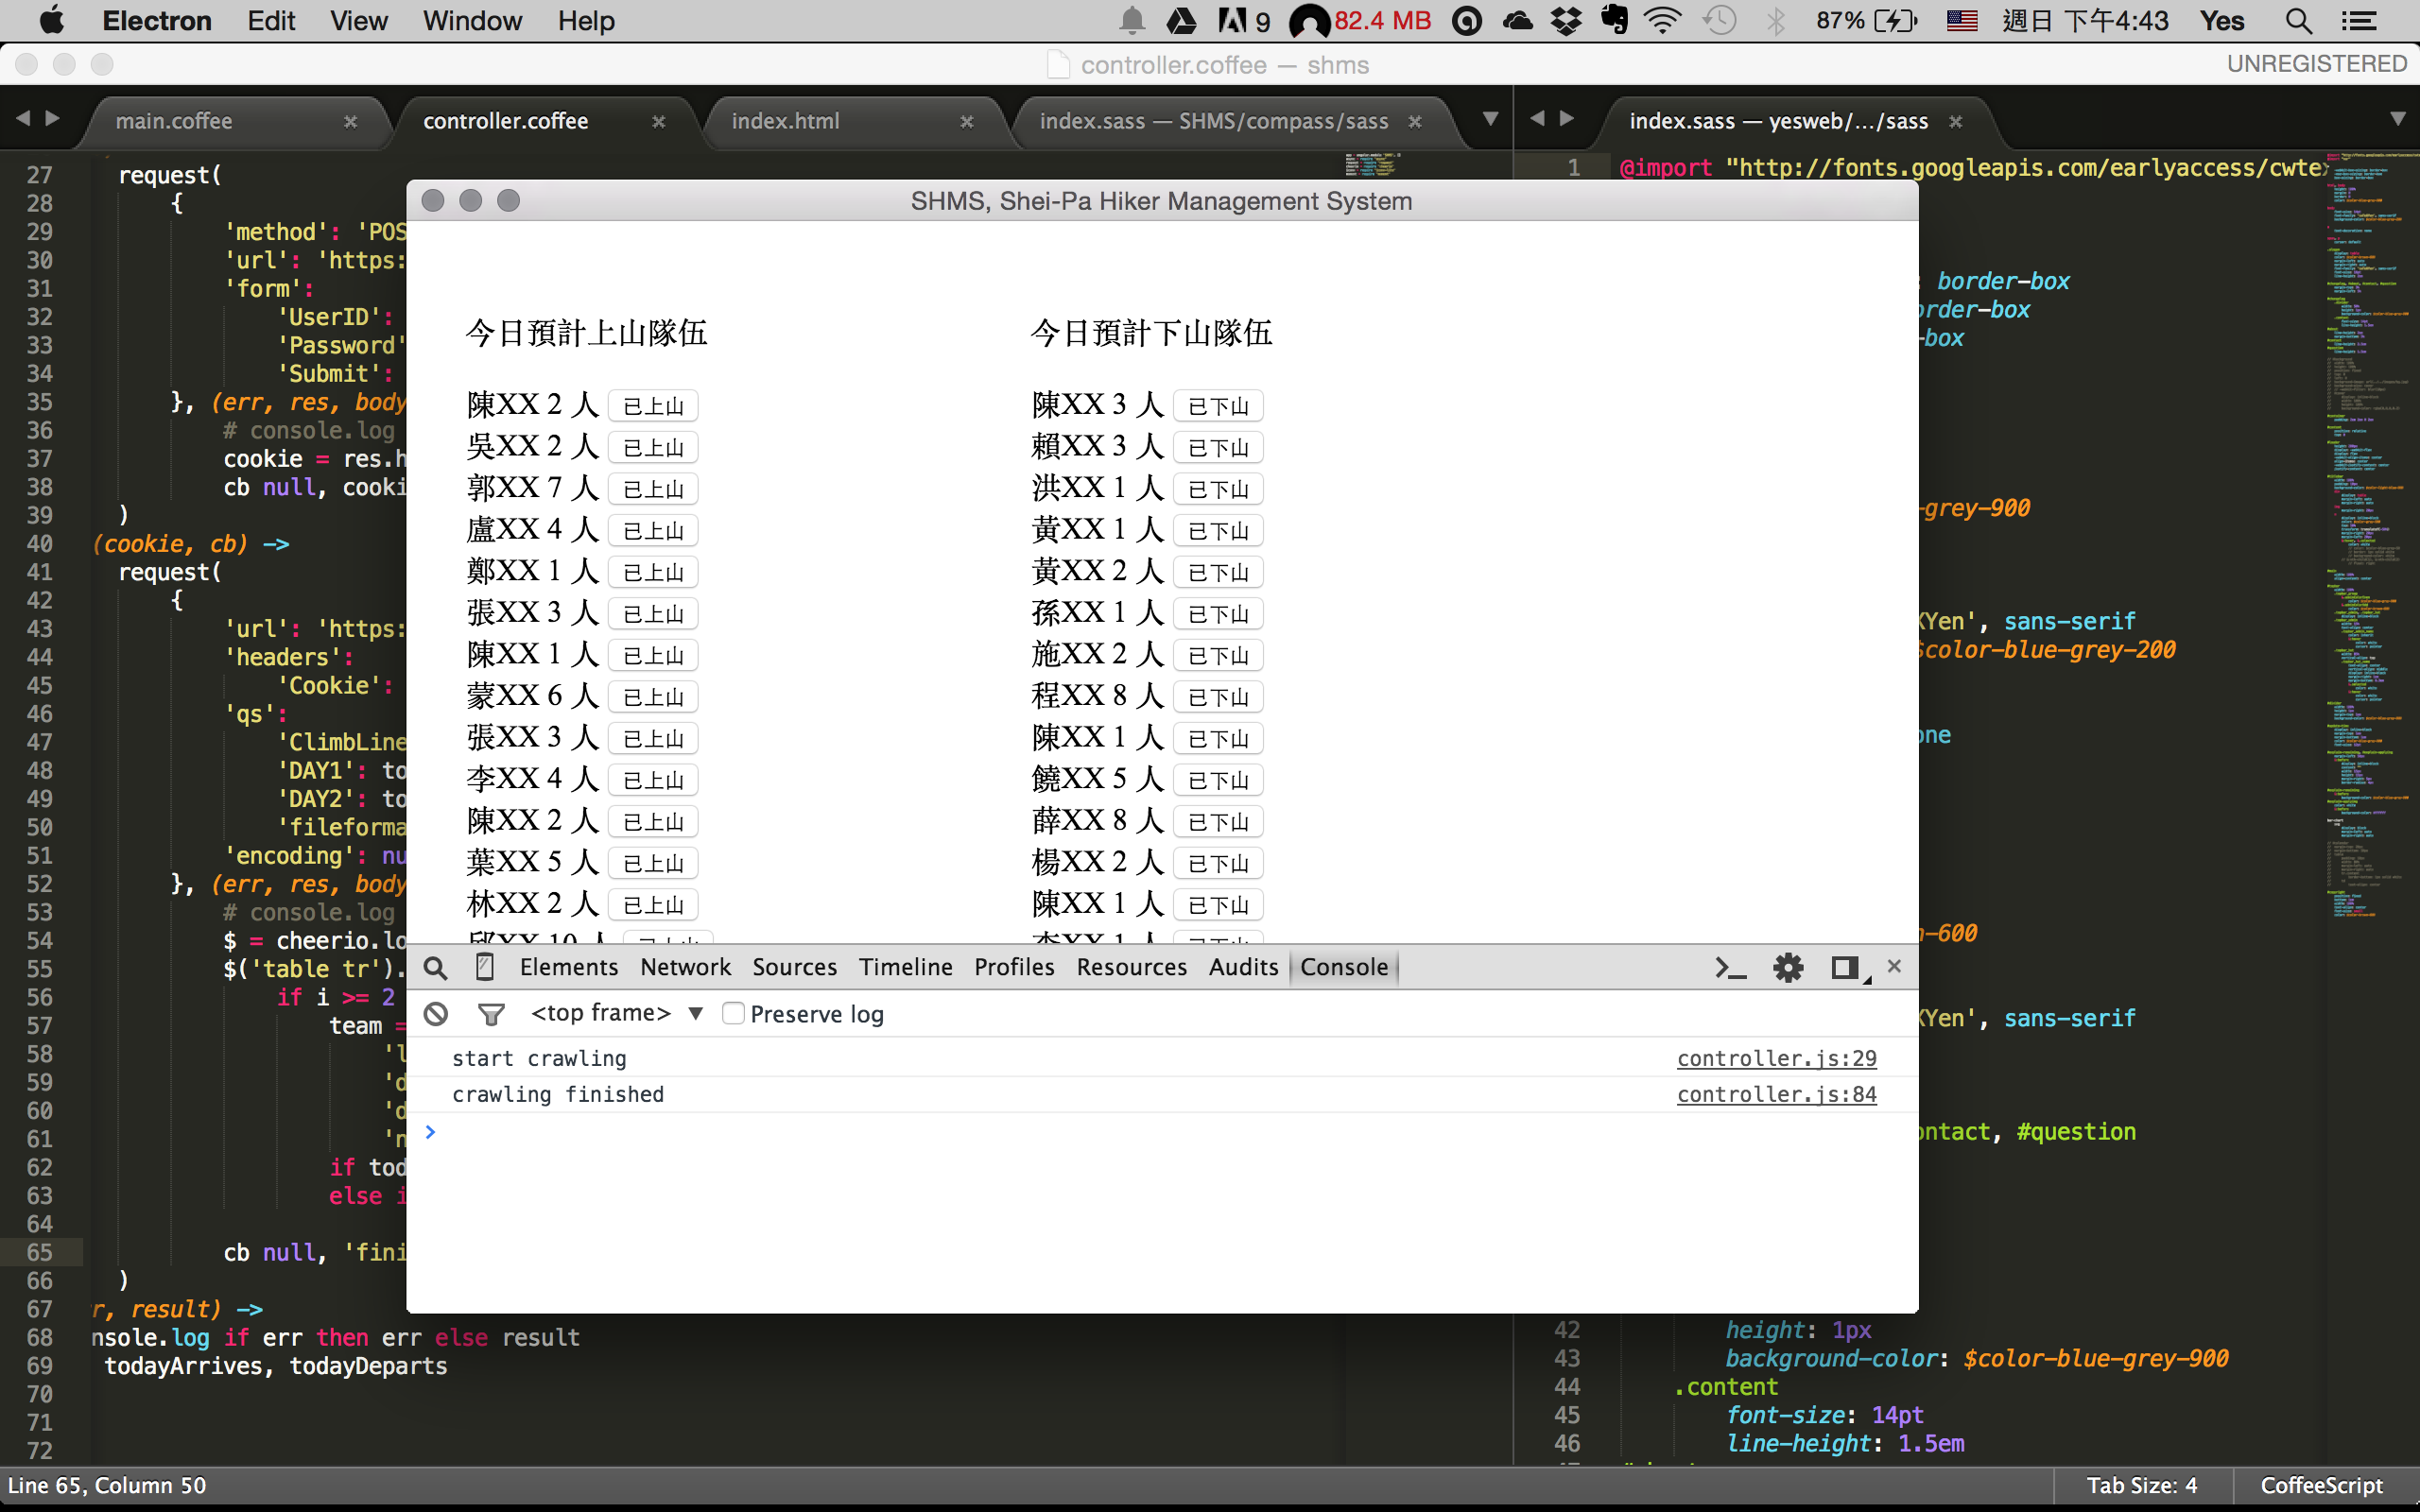 Electron Edit View Window Help 9 82.4 MB 87% 週日 下午4:43 Yes
controller.coffee — shms UNREGISTERED
main.coffee controller.coffee index.html index.sass — SHMS/compass/sass index.sass — yesweb/.../sass
27 request(
28 {
29 'method': 'POS
30 'url': 'https:
31 'form':
32 'UserID':
33 'Password'
34 'Submit':
35 }, (err, res, body
36 # console.log
37 cookie = res.h
38 cb null, cooki
39 )
40 (cookie, cb) ->
41 request(
42 {
43 'url': 'https:
44 'headers':
45 'Cookie':
46 'qs':
47 'ClimbLine
48 'DAY1': to
49 'DAY2': to
50 'fileforma
51 'encoding': nu
52 }, (err, res, body
53 # console.log
54 $ = cheerio.lo
55 $('table tr').
56 if i >= 2
57 team =
58 'l
59 'd
60 'd
61 'n
62 if tod
63 else i
64
65 cb null, 'fini
66 )
67 r, result) ->
68 nsole.log if err then err else result
69 todayArrives, todayDeparts
70
71
72
SHMS, Shei-Pa Hiker Management System
今日預計上山隊伍
陳XX 2 人 已上山
吳XX 2 人 已上山
郭XX 7 人 已上山
盧XX 4 人 已上山
鄭XX 1 人 已上山
張XX 3 人 已上山
陳XX 1 人 已上山
蒙XX 6 人 已上山
張XX 3 人 已上山
李XX 4 人 已上山
陳XX 2 人 已上山
葉XX 5 人 已上山
林XX 2 人 已上山
邱XX 10 人 已上山
今日預計下山隊伍
陳XX 3 人 已下山
賴XX 3 人 已下山
洪XX 1 人 已下山
黃XX 1 人 已下山
黃XX 2 人 已下山
孫XX 1 人 已下山
施XX 2 人 已下山
程XX 8 人 已下山
陳XX 1 人 已下山
饒XX 5 人 已下山
薛XX 8 人 已下山
楊XX 2 人 已下山
陳XX 1 人 已下山
李XX 1 人 已下山
Elements Network Sources Timeline Profiles Resources Audits Console
<top frame> Preserve log
start crawling controller.js:29
crawling finished controller.js:84
1 @import "http://fonts.googleapis.com/earlyaccess/cwte
: border-box
order-box
-box
-grey-900
XYen', sans-serif
$color-blue-grey-200
one
n-600
XYen', sans-serif
ontact, #question
42 height: 1px
43 background-color: $color-blue-grey-900
44 .content
45 font-size: 14pt
46 line-height: 1.5em
Line 65, Column 50 Tab Size: 4 CoffeeScript